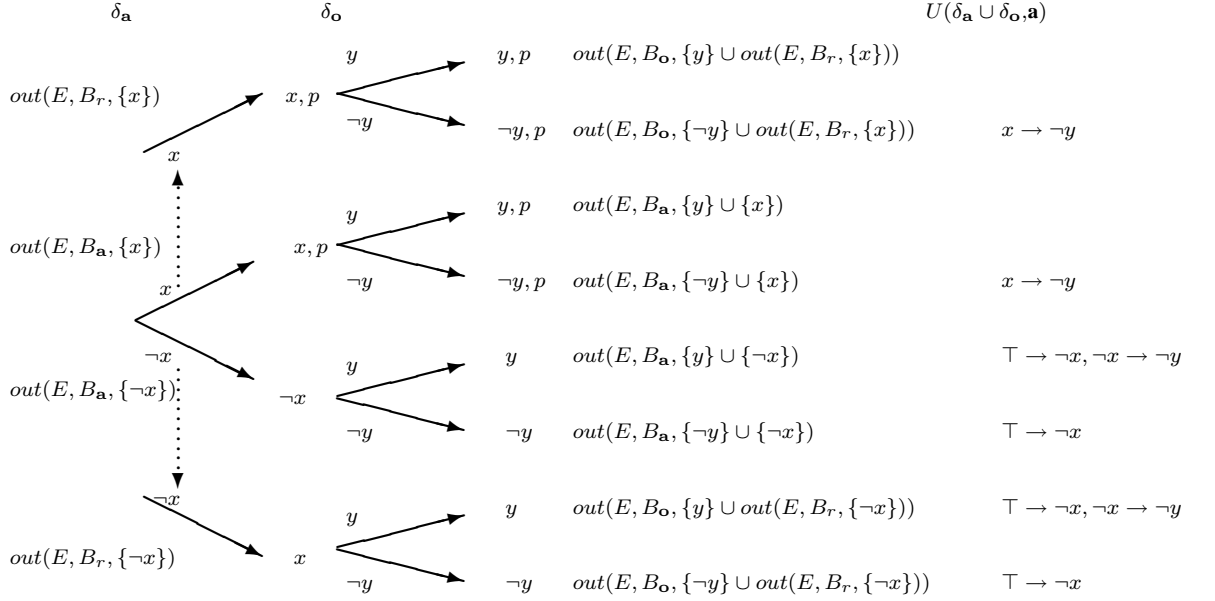 δ𝐚 δ𝐨 U(δ𝐚 ∪ δ𝐨,𝐚)
y y, p out(E, B𝐨, {y} ∪ out(E, Bᵣ, {x}))
out(E, Bᵣ, {x}) x, p
¬y ¬y, p out(E, B𝐨, {¬y} ∪ out(E, Bᵣ, {x})) x → ¬y
x
y y, p out(E, B𝐚, {y} ∪ {x})
out(E, B𝐚, {x}) x, p
x ¬y ¬y, p out(E, B𝐚, {¬y} ∪ {x}) x → ¬y
¬x y y out(E, B𝐚, {y} ∪ {¬x}) ⊤ → ¬x, ¬x → ¬y
out(E, B𝐚, {¬x}) ¬x
¬y ¬y out(E, B𝐚, {¬y} ∪ {¬x}) ⊤ → ¬x
¬x y y out(E, B𝐨, {y} ∪ out(E, Bᵣ, {¬x})) ⊤ → ¬x, ¬x → ¬y
out(E, Bᵣ, {¬x}) x
¬y ¬y out(E, B𝐨, {¬y} ∪ out(E, Bᵣ, {¬x})) ⊤ → ¬x